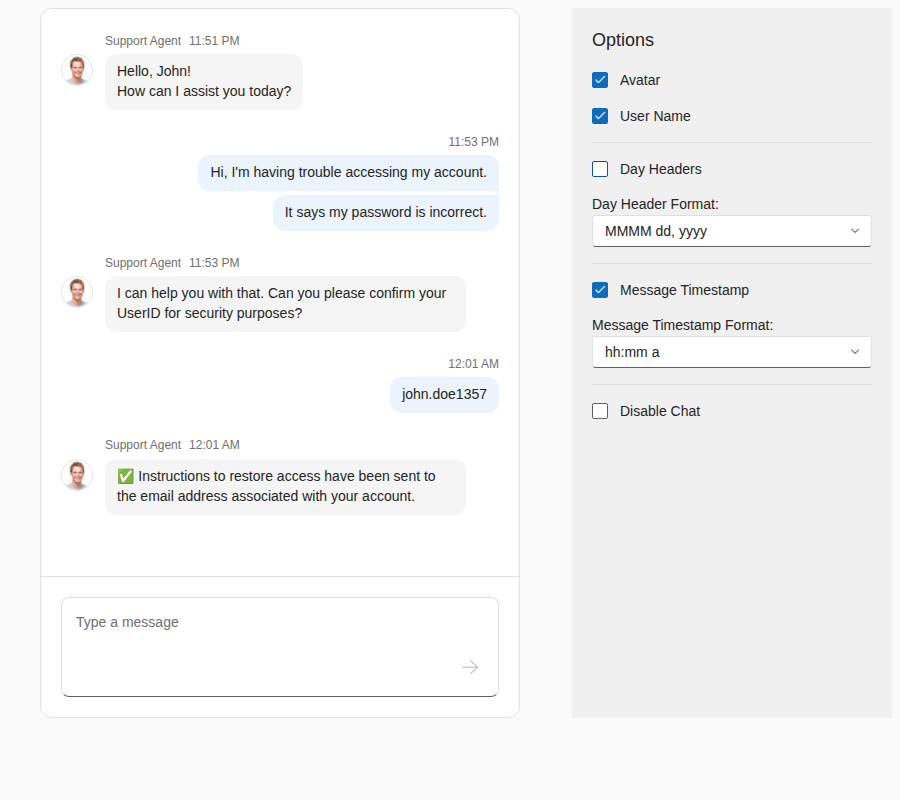 Support Agent 11:51 PM
Hello, John!
How can I assist you today?
11:53 PM
Hi, I'm having trouble accessing my account.
It says my password is incorrect.
Support Agent 11:53 PM
I can help you with that. Can you please confirm your
UserID for security purposes?
12:01 AM
john.doe1357
Support Agent 12:01 AM
✅ Instructions to restore access have been sent to
the email address associated with your account.
Type a message
Options
Avatar
User Name
Day Headers
Day Header Format:
MMMM dd, yyyy
Message Timestamp
Message Timestamp Format:
hh:mm a
Disable Chat